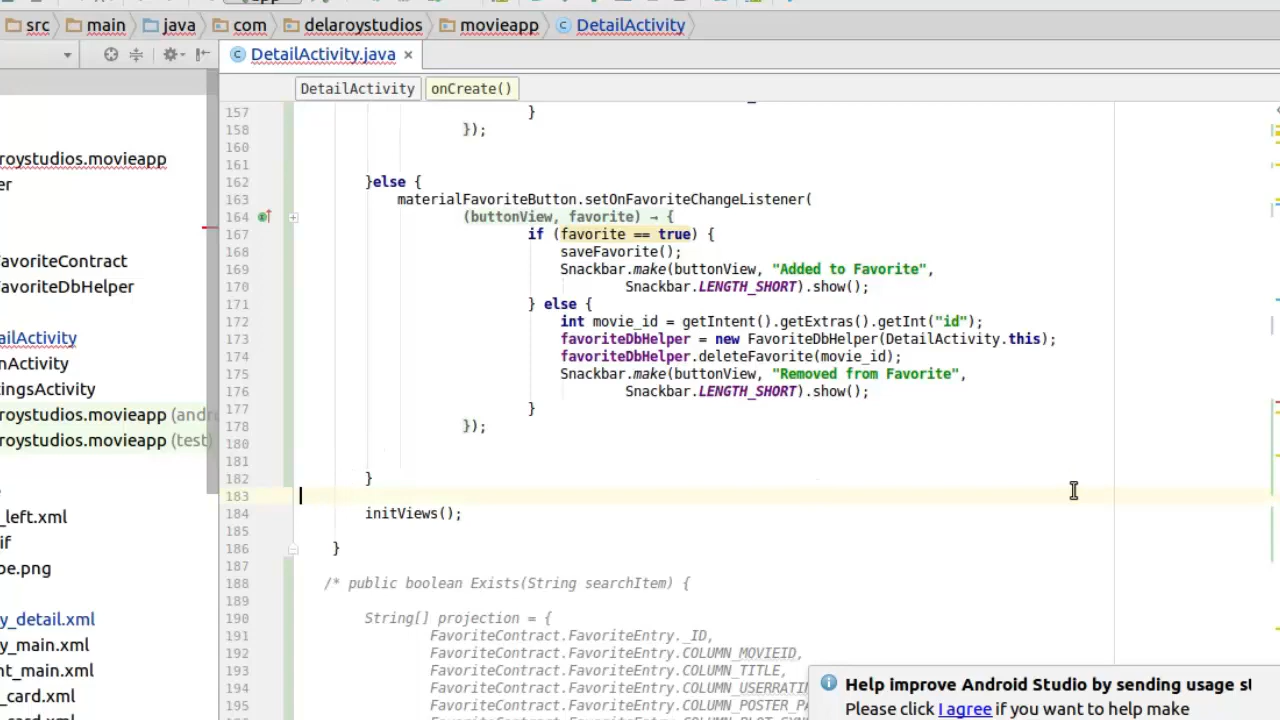 app
src main java com delaroystudios movieapp DetailActivity
DetailActivity.java
DetailActivity onCreate()
157 }
158 });
160
161
162 }else {
163 materialFavoriteButton.setOnFavoriteChangeListener(
164 (buttonView, favorite) → {
167 if (favorite == true) {
168 saveFavorite();
169 Snackbar.make(buttonView, "Added to Favorite",
170 Snackbar.LENGTH_SHORT).show();
171 } else {
172 int movie_id = getIntent().getExtras().getInt("id");
173 favoriteDbHelper = new FavoriteDbHelper(DetailActivity.this);
174 favoriteDbHelper.deleteFavorite(movie_id);
175 Snackbar.make(buttonView, "Removed from Favorite",
176 Snackbar.LENGTH_SHORT).show();
177 }
178 });
180
181
182 }
183
184 initViews();
185
186 }
187
188 /* public boolean Exists(String searchItem) {
189
190 String[] projection = {
191 FavoriteContract.FavoriteEntry._ID,
192 FavoriteContract.FavoriteEntry.COLUMN_MOVIEID,
193 FavoriteContract.FavoriteEntry.COLUMN_TITLE,
194 FavoriteContract.FavoriteEntry.COLUMN_USERRATIN
195 FavoriteContract.FavoriteEntry.COLUMN_POSTER_PA
roystudios.movieapp
er
avoriteContract
avoriteDbHelper
ailActivity
nActivity
ingsActivity
roystudios.movieapp (andr
roystudios.movieapp (test)
_left.xml
if
pe.png
y_detail.xml
y_main.xml
nt_main.xml
_card.xml
Help improve Android Studio by sending usage st
Please click I agree if you want to help make